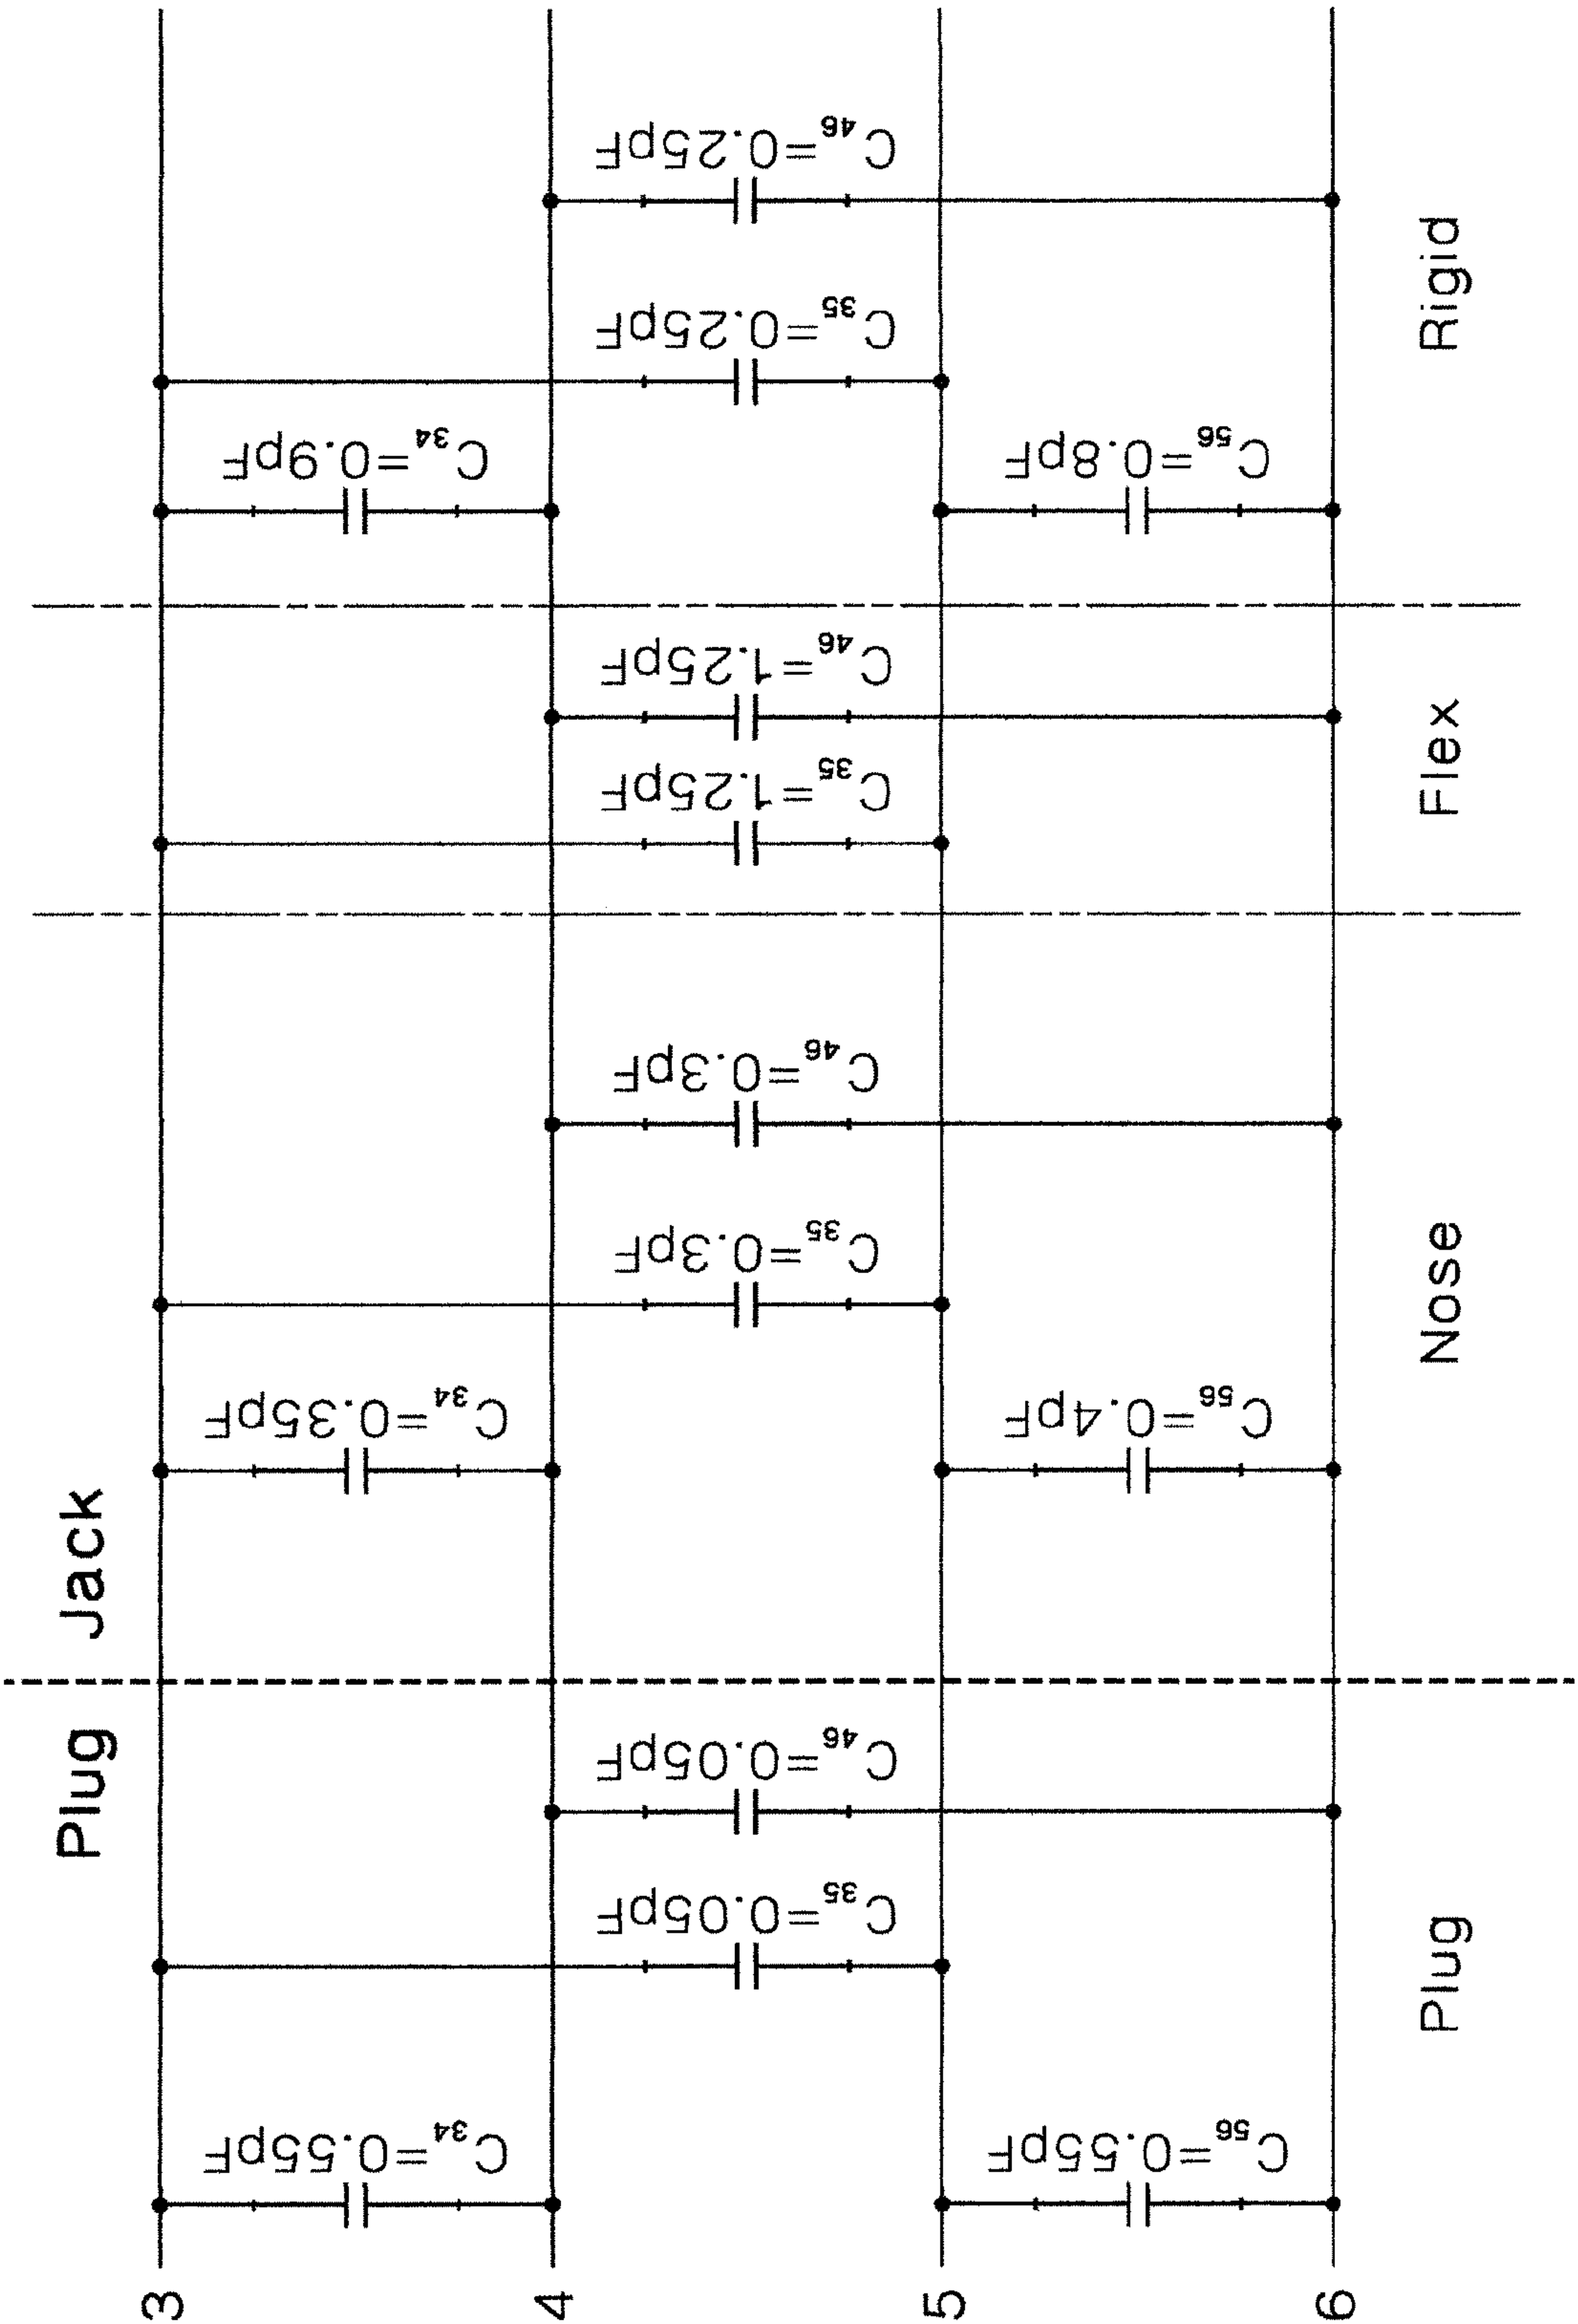 Plug Jack
3
4
5
6
C34=0.55pF
C56=0.55pF
C35=0.05pF
C46=0.05pF
C34=0.35pF
C56=0.4pF
C35=0.3pF
C46=0.3pF
C35=1.25pF
C46=1.25pF
C34=0.9pF
C56=0.8pF
C35=0.25pF
C46=0.25pF
Plug
Nose
Flex
Rigid